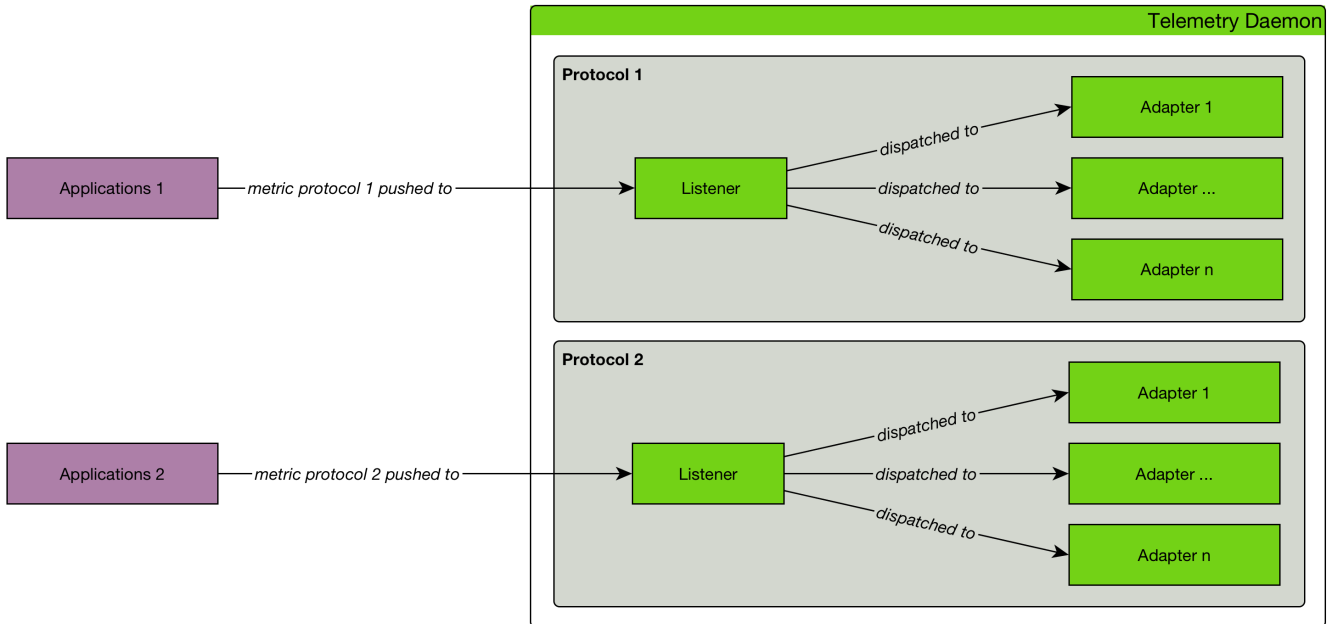 Telemetry Daemon
Protocol 1
Applications 1
metric protocol 1 pushed to
Listener
dispatched to
dispatched to
dispatched to
Adapter 1
Adapter ...
Adapter n
Protocol 2
Applications 2
metric protocol 2 pushed to
Listener
dispatched to
dispatched to
dispatched to
Adapter 1
Adapter ...
Adapter n